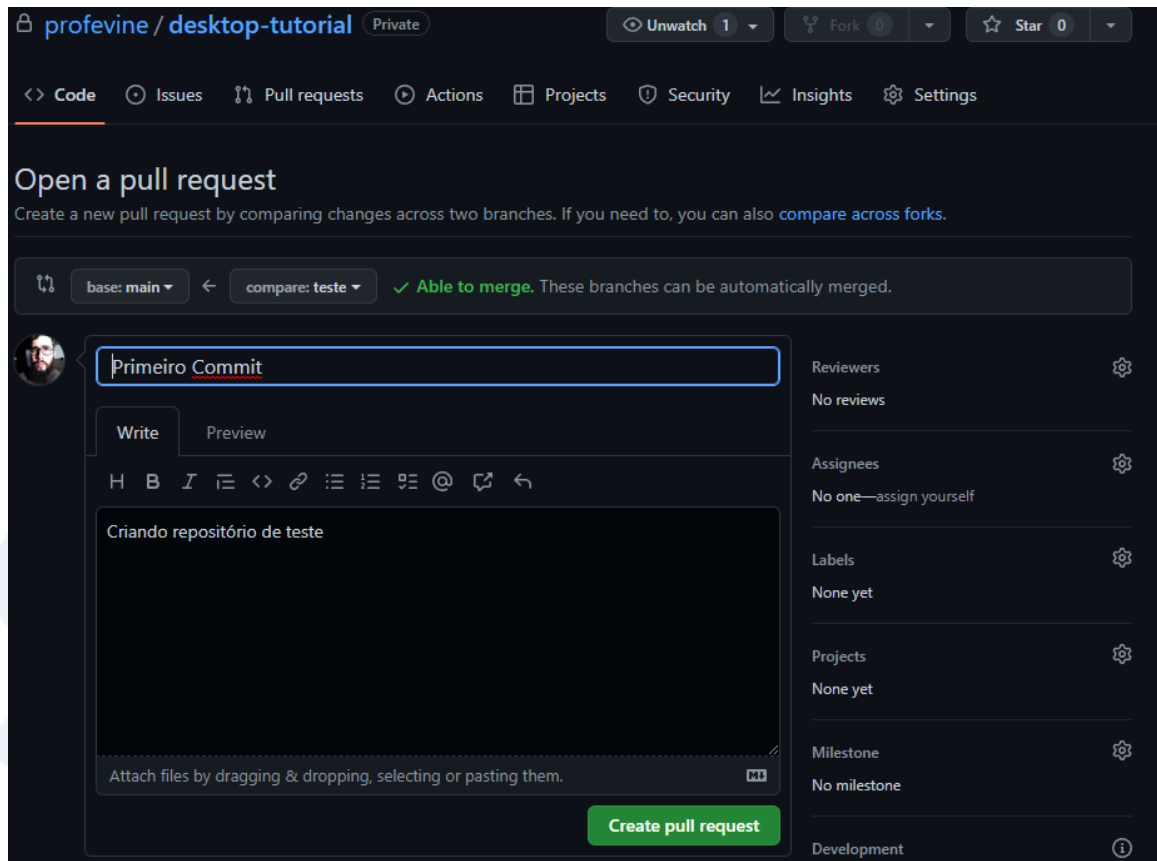 profevine / desktop-tutorial Private
Unwatch 1 Fork 0 Star 0
Code Issues Pull requests Actions Projects Security Insights Settings
Open a pull request
Create a new pull request by comparing changes across two branches. If you need to, you can also compare across forks.
base: main ← compare: teste ✓ Able to merge. These branches can be automatically merged.
Primeiro Commit
Write Preview
Criando repositório de teste
Attach files by dragging & dropping, selecting or pasting them.
Create pull request
Reviewers
No reviews
Assignees
No one—assign yourself
Labels
None yet
Projects
None yet
Milestone
No milestone
Development